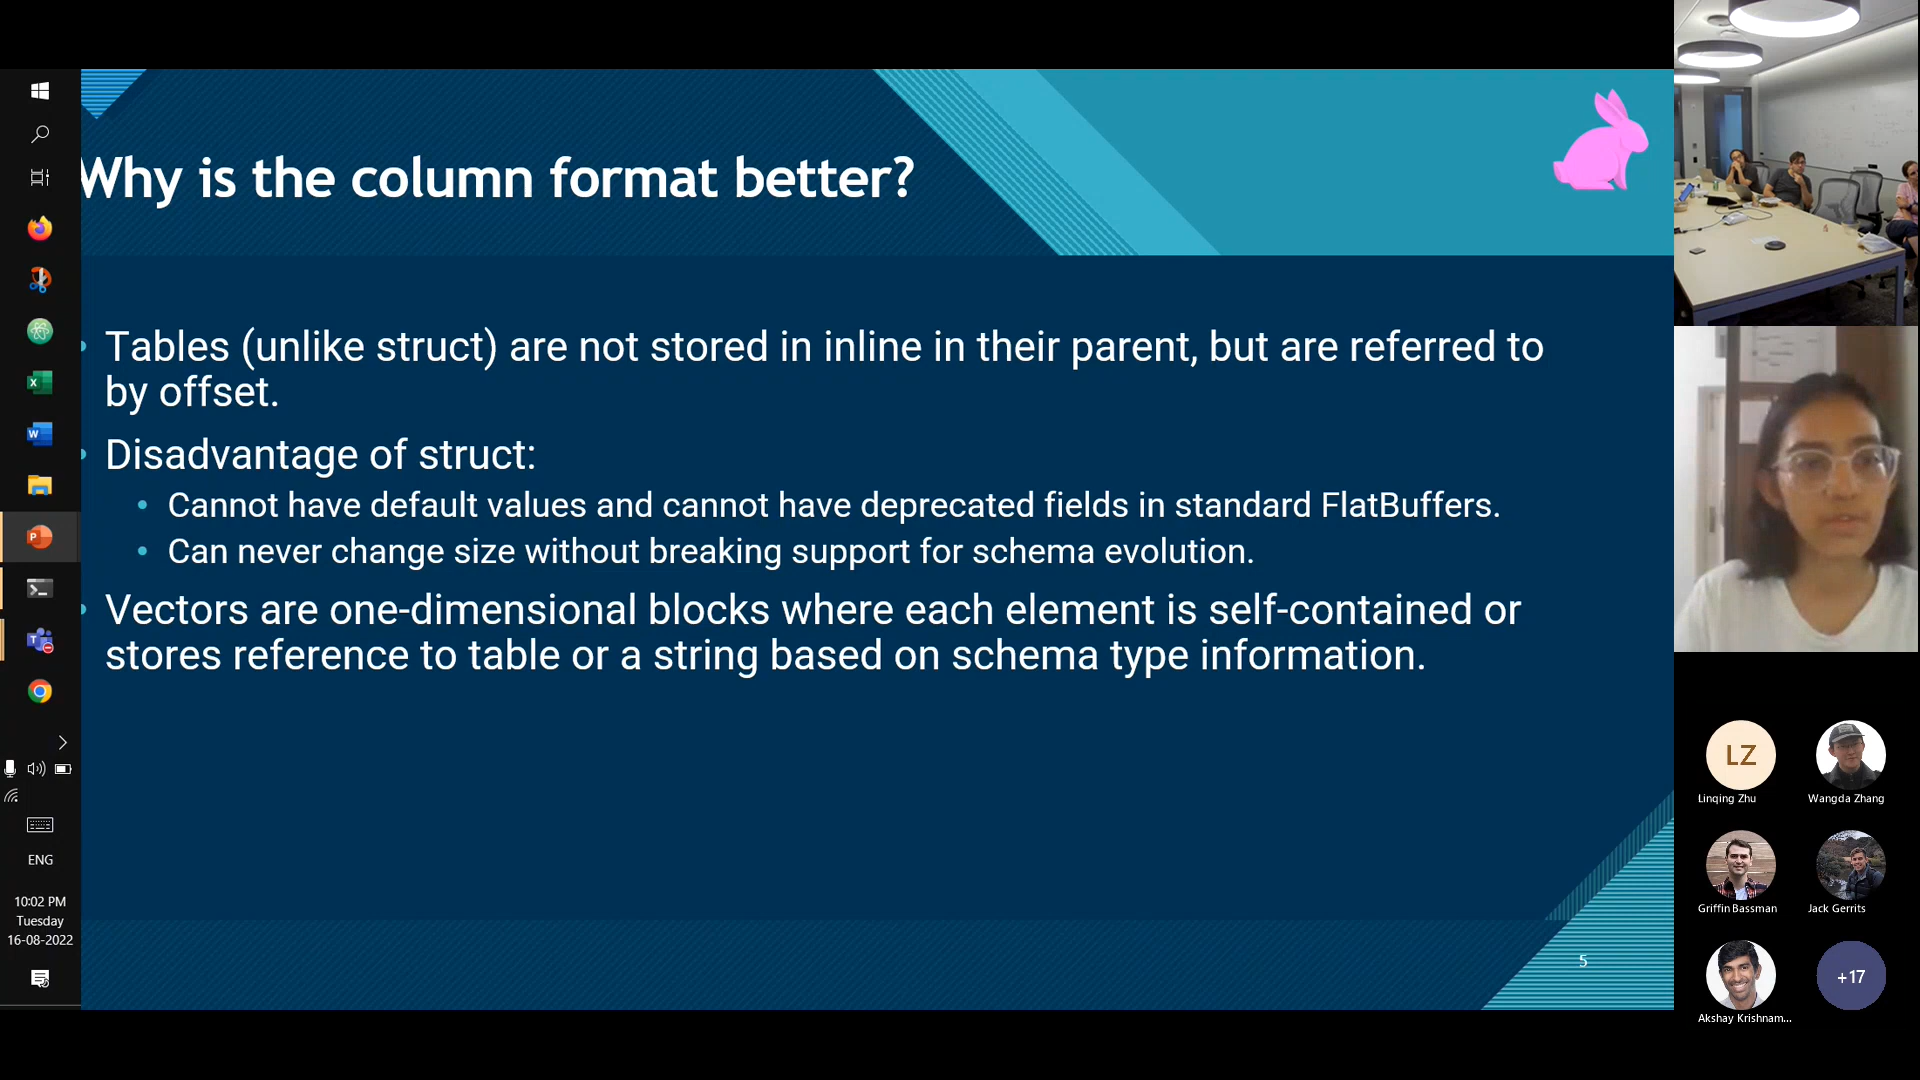 Why is the column format better?
Tables (unlike struct) are not stored in inline in their parent, but are referred to
by offset.
Disadvantage of struct:
Cannot have default values and cannot have deprecated fields in standard FlatBuffers.
Can never change size without breaking support for schema evolution.
Vectors are one-dimensional blocks where each element is self-contained or
stores reference to table or a string based on schema type information.
5
ENG
10:02 PM
Tuesday
16-08-2022
LZ
Linqing Zhu
Wangda Zhang
Griffin Bassman
Jack Gerrits
Akshay Krishnam...
+17